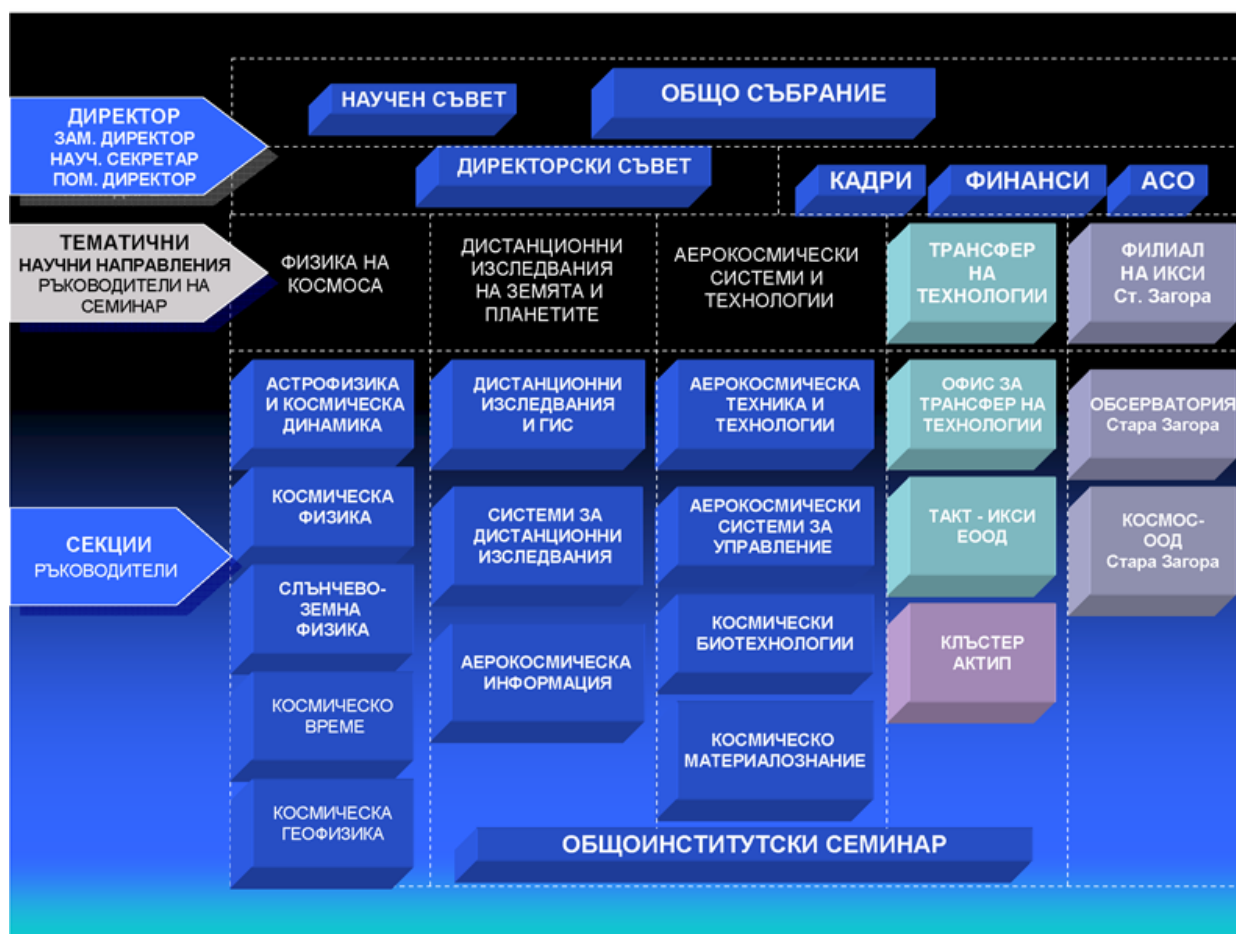 НАУЧЕН СЪВЕТ
ОБЩО СЪБРАНИЕ
ДИРЕКТОР
ЗАМ. ДИРЕКТОР
НАУЧ. СЕКРЕТАР
ПОМ. ДИРЕКТОР
ДИРЕКТОРСКИ СЪВЕТ
КАДРИ
ФИНАНСИ
АСО
ТЕМАТИЧНИ
НАУЧНИ НАПРАВЛЕНИЯ
РЪКОВОДИТЕЛИ НА
СЕМИНАР
ФИЗИКА НА
КОСМОСА
ДИСТАНЦИОННИ
ИЗСЛЕДВАНИЯ
НА ЗЕМЯТА И
ПЛАНЕТИТЕ
АЕРОКОСМИЧЕСКИ
СИСТЕМИ И
ТЕХНОЛОГИИ
ТРАНСФЕР
НА
ТЕХНОЛОГИИ
ФИЛИАЛ
НА ИКСИ
Ст. Загора
СЕКЦИИ
РЪКОВОДИТЕЛИ
АСТРОФИЗИКА
И КОСМИЧЕСКА
ДИНАМИКА
КОСМИЧЕСКА
ФИЗИКА
СЛЪНЧЕВО-
ЗЕМНА
ФИЗИКА
КОСМИЧЕСКО
ВРЕМЕ
КОСМИЧЕСКА
ГЕОФИЗИКА
ДИСТАНЦИОННИ
ИЗСЛЕДВАНИЯ
И ГИС
СИСТЕМИ ЗА
ДИСТАНЦИОННИ
ИЗСЛЕДВАНИЯ
АЕРОКОСМИЧЕСКА
ИНФОРМАЦИЯ
АЕРОКОСМИЧЕСКА
ТЕХНИКА И
ТЕХНОЛОГИИ
АЕРОКОСМИЧЕСКИ
СИСТЕМИ ЗА
УПРАВЛЕНИЕ
КОСМИЧЕСКИ
БИОТЕХНОЛОГИИ
КОСМИЧЕСКО
МАТЕРИАЛОЗНАНИЕ
ОФИС ЗА
ТРАНСФЕР НА
ТЕХНОЛОГИИ
ТАКТ - ИКСИ
ЕООД
КЛЪСТЕР
АКТИП
ОБСЕРВАТОРИЯ
Стара Загора
КОСМОС-
ООД
Стара Загора
ОБЩОИНСТИТУТСКИ СЕМИНАР